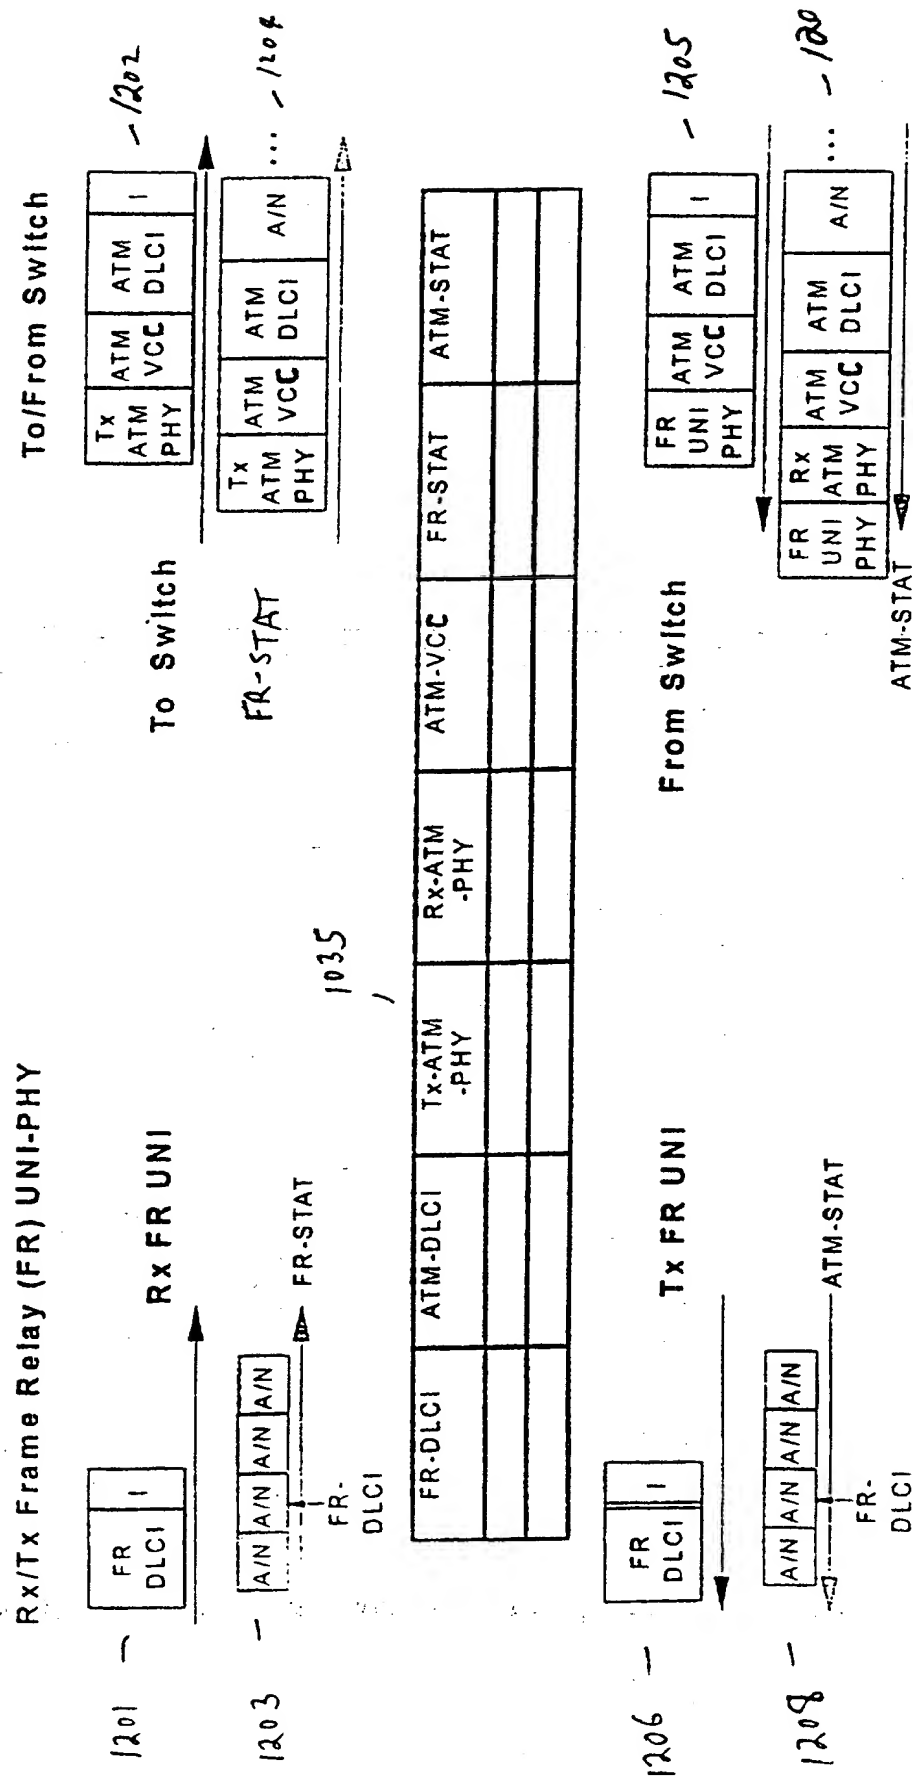 Rx/Tx Frame Relay (FR) UNI-PHY
To/From Switch
1201
FR DLCI
I
Rx FR UNI
To Switch
Tx ATM PHY
ATM VCC
ATM DLCI
I
1202
1203
A/N
A/N
A/N
A/N
FR-DLCI
FR-STAT
FR-STAT
Tx ATM PHY
ATM VCC
ATM DLCI
A/N
...
1204
1035
FR-DLCI
ATM-DLCI
Tx-ATM-PHY
Rx-ATM-PHY
ATM-VCC
FR-STAT
ATM-STAT
1206
FR DLCI
I
Tx FR UNI
From Switch
FR UNI PHY
ATM VCC
ATM DLCI
I
1205
1208
A/N
A/N
A/N
A/N
FR-DLCI
ATM-STAT
ATM-STAT
FR UNI PHY
Rx ATM PHY
ATM VCC
ATM DLCI
A/N
...
120